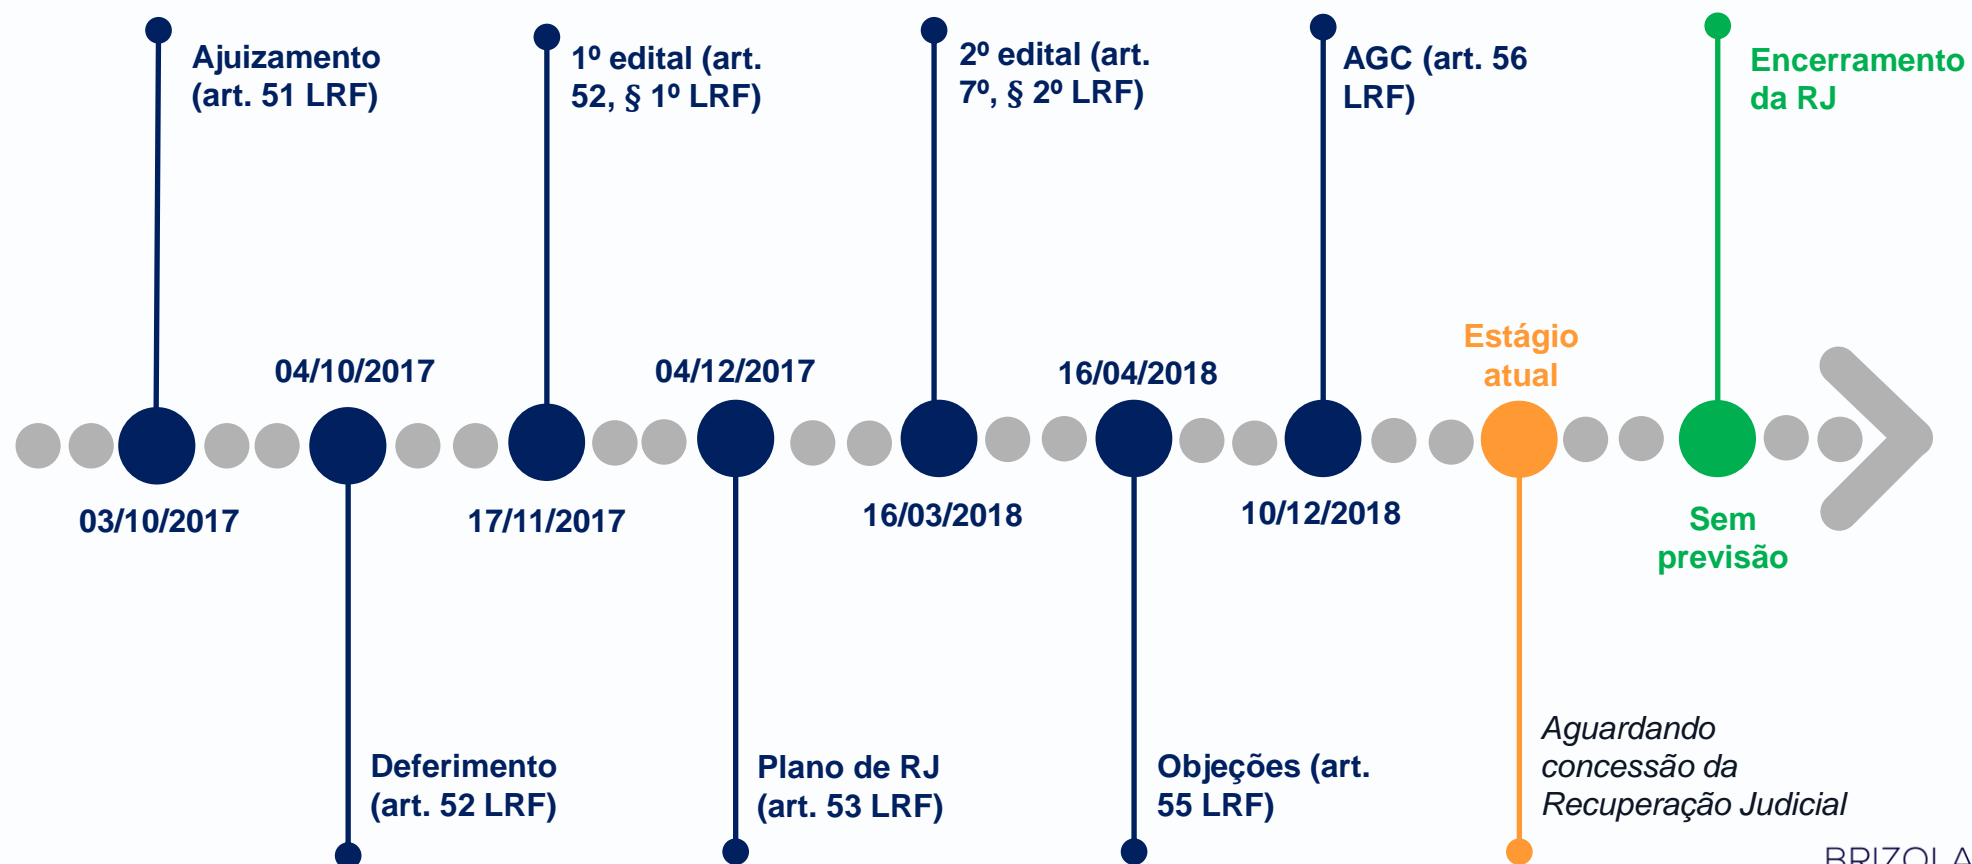 Ajuizamento
(art. 51 LRF)
1º edital (art.
52, § 1º LRF)
2º edital (art.
7º, § 2º LRF)
AGC (art. 56
LRF)
Encerramento
da RJ
04/10/2017
04/12/2017
16/04/2018
Estágio
atual
03/10/2017
17/11/2017
16/03/2018
10/12/2018
Sem
previsão
Deferimento
(art. 52 LRF)
Plano de RJ
(art. 53 LRF)
Objeções (art.
55 LRF)
Aguardando
concessão da
Recuperação Judicial
BRIZOLA